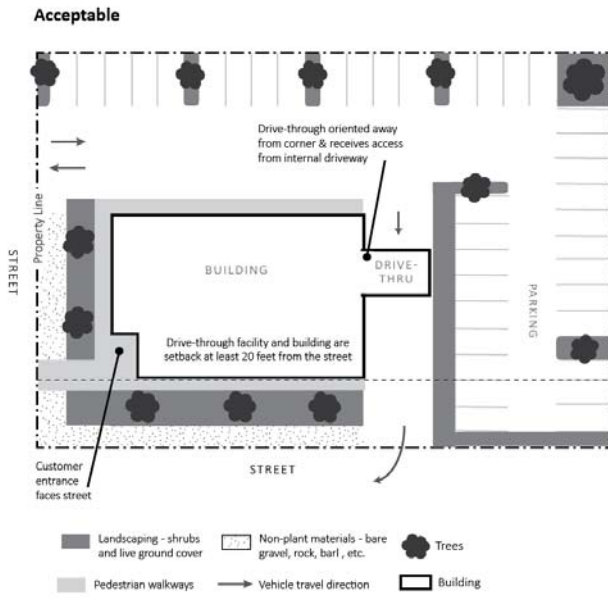 Acceptable
Drive-through oriented away
from corner & receives access
from internal driveway
Property Line
STREET
BUILDING
DRIVE-
THRU
PARKING
Drive-through facility and building are
setback at least 20 feet from the street
Customer
entrance
faces street
STREET
Landscaping - shrubs
and live ground cover
Non-plant materials - bare
gravel, rock, barl , etc.
Trees
Pedestrian walkways
Vehicle travel direction
Building